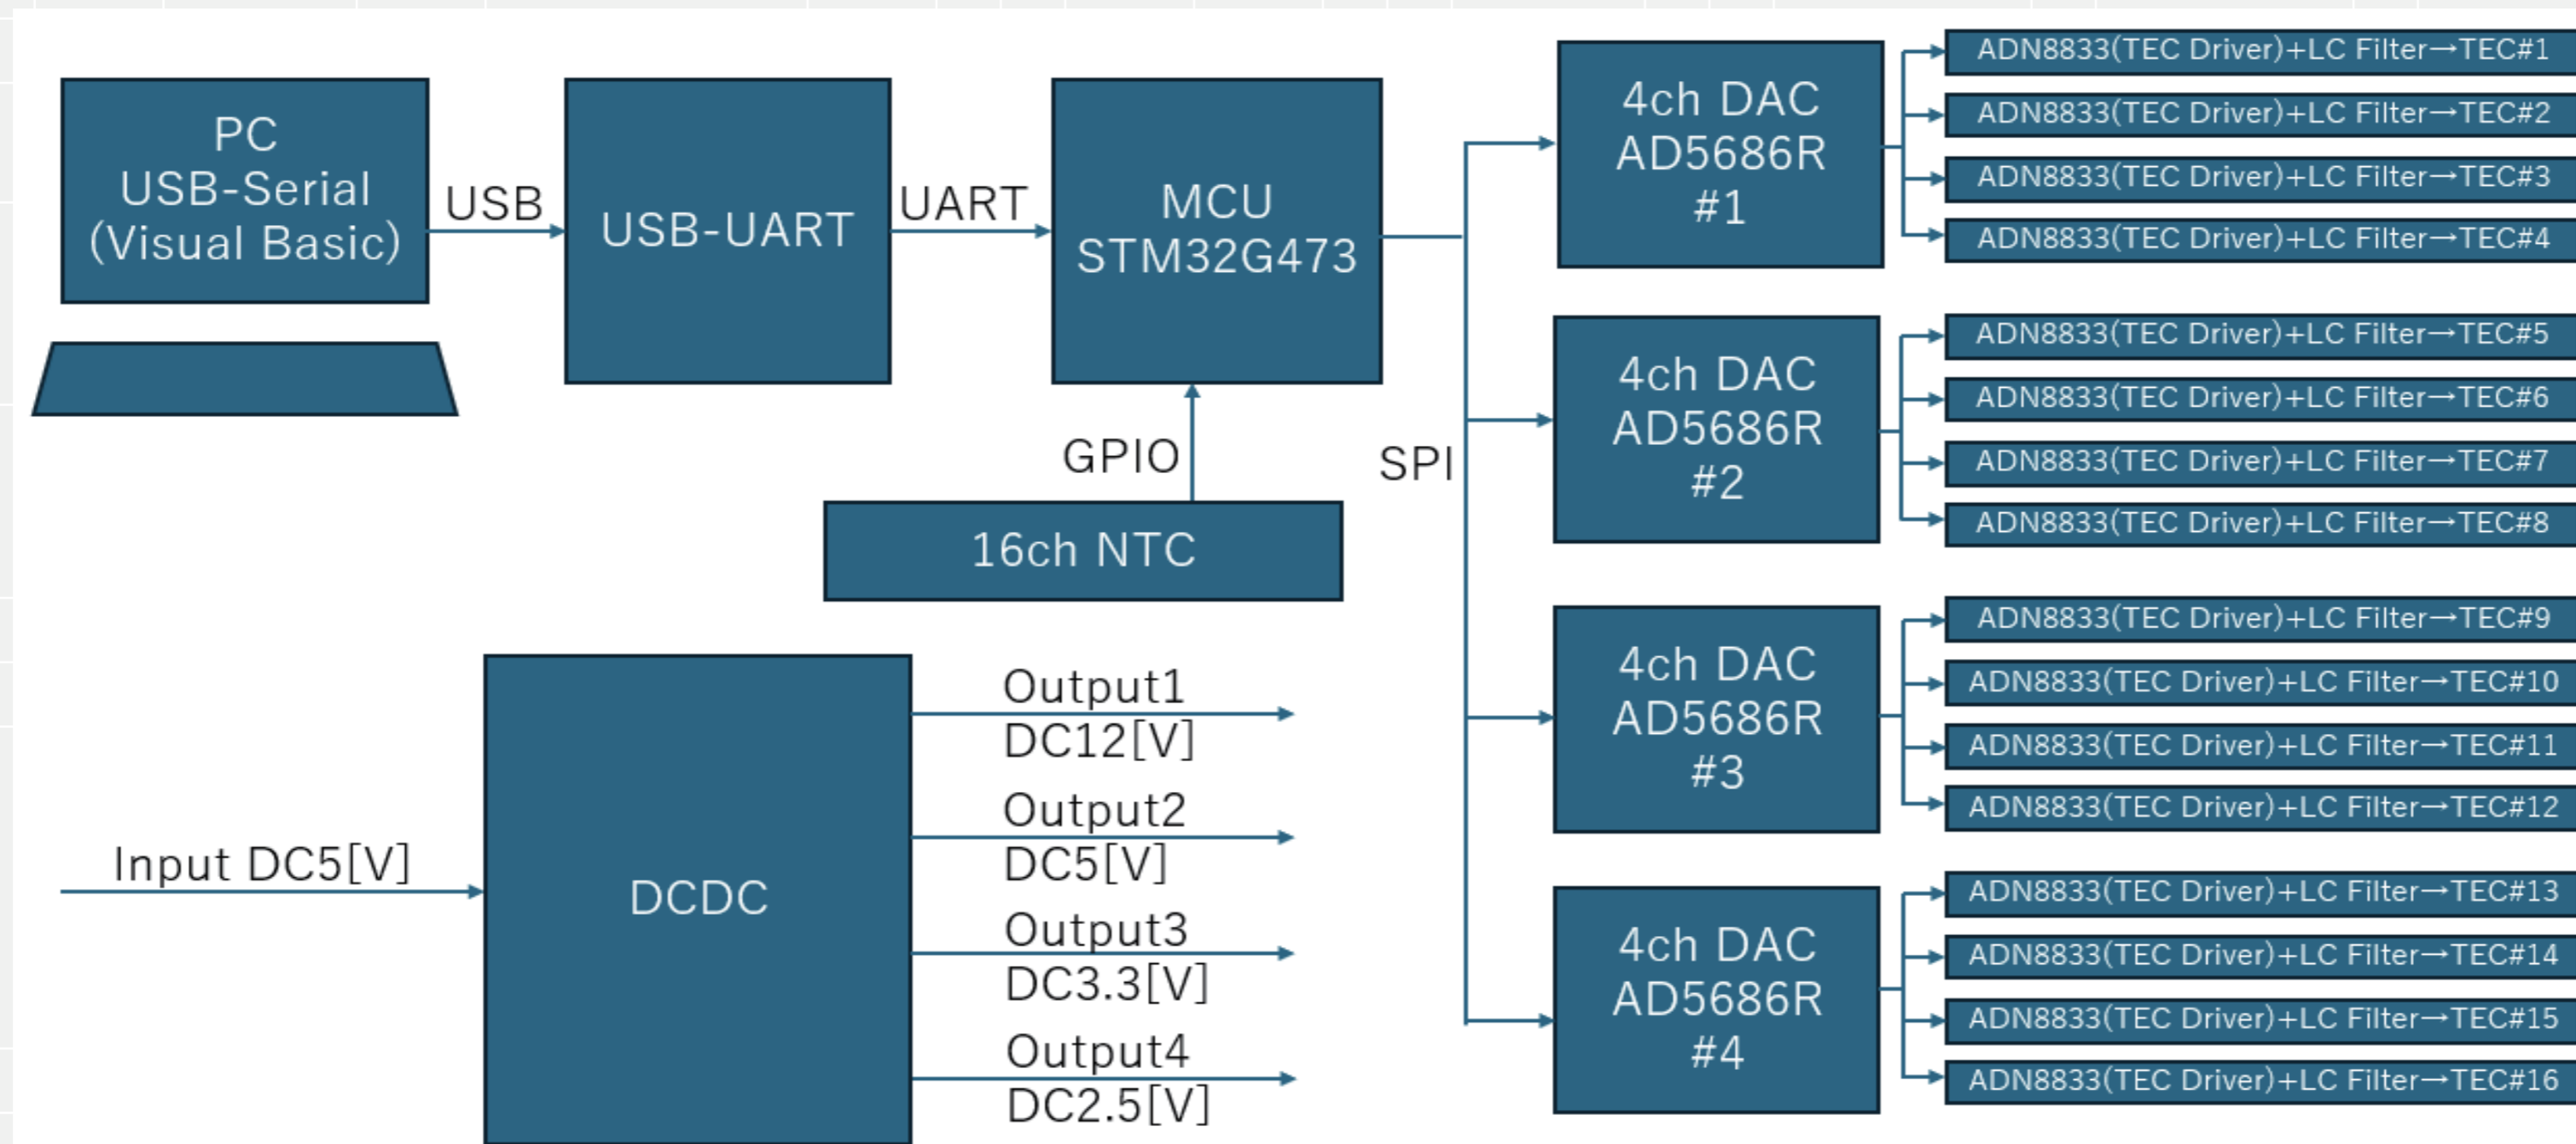 PC
USB-Serial
(Visual Basic)
USB
USB-UART
UART
MCU
STM32G473
GPIO
16ch NTC
SPI
4ch DAC
AD5686R
#1
ADN8833(TEC Driver)+LC Filter→TEC#1
ADN8833(TEC Driver)+LC Filter→TEC#2
ADN8833(TEC Driver)+LC Filter→TEC#3
ADN8833(TEC Driver)+LC Filter→TEC#4
4ch DAC
AD5686R
#2
ADN8833(TEC Driver)+LC Filter→TEC#5
ADN8833(TEC Driver)+LC Filter→TEC#6
ADN8833(TEC Driver)+LC Filter→TEC#7
ADN8833(TEC Driver)+LC Filter→TEC#8
4ch DAC
AD5686R
#3
ADN8833(TEC Driver)+LC Filter→TEC#9
ADN8833(TEC Driver)+LC Filter→TEC#10
ADN8833(TEC Driver)+LC Filter→TEC#11
ADN8833(TEC Driver)+LC Filter→TEC#12
4ch DAC
AD5686R
#4
ADN8833(TEC Driver)+LC Filter→TEC#13
ADN8833(TEC Driver)+LC Filter→TEC#14
ADN8833(TEC Driver)+LC Filter→TEC#15
ADN8833(TEC Driver)+LC Filter→TEC#16
Input DC5[V]
DCDC
Output1
DC12[V]
Output2
DC5[V]
Output3
DC3.3[V]
Output4
DC2.5[V]